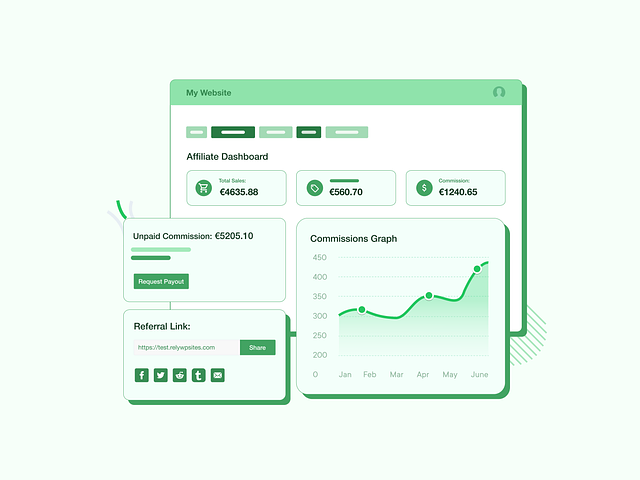 My Website
Affiliate Dashboard
Total Sales:
€4635.88
€560.70
Commission:
€1240.65
Unpaid Commission: €5205.10
Request Payout
Referral Link:
https://test.relywpsites.com
Share
Commissions Graph
450
400
350
300
250
200
0 Jan Feb Mar Apr May June